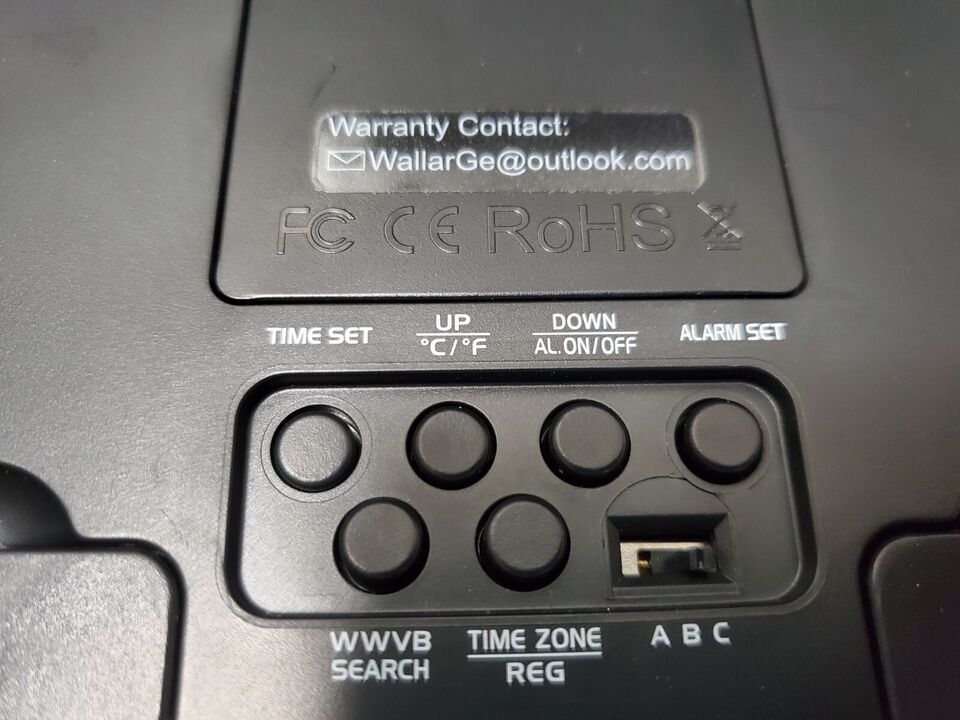 Warranty Contact:
WallarGe@outlook.com
FC CE RoHS
TIME SET
UP
°C/°F
DOWN
AL.ON/OFF
ALARM SET
WWVB
SEARCH
TIME ZONE
REG
A B C